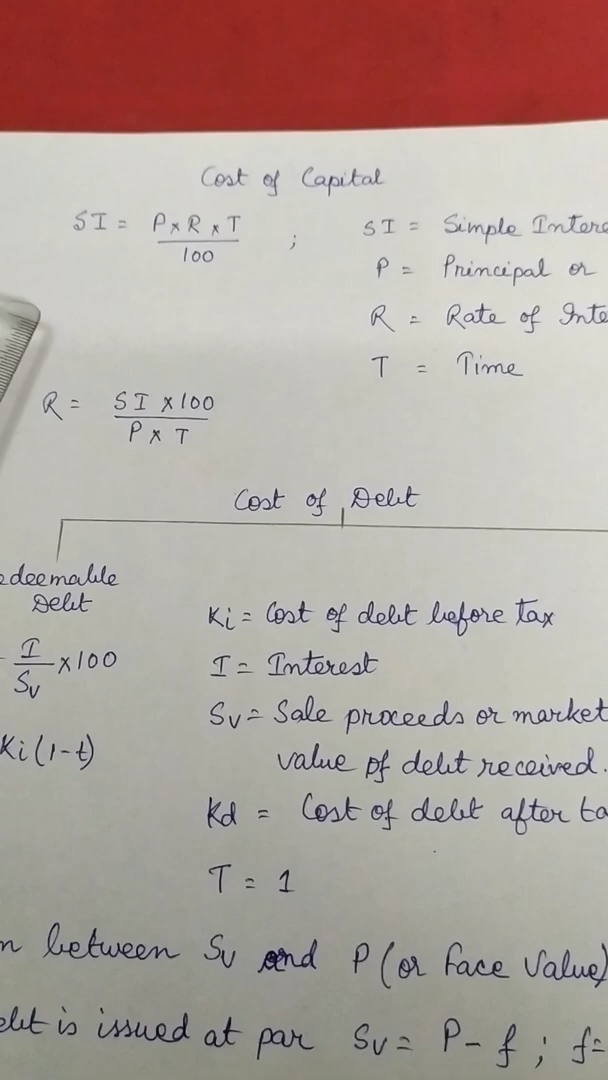 Cost of Capital
SI = P x R x T / 100 ; SI = Simple Intere
P = Principal or
R = Rate of Inte
T = Time
R = SI x 100 / P x T
Cost of Debt
edeemable
Debt
I / Sv x 100
Ki (1-t)
Ki = Cost of debt before tax
I = Interest
Sv = Sale proceeds or market
value of debt received.
Kd = Cost of debt after ta
T = 1
n between Sv and P (or Face Value)
ebt is issued at par Sv = P - f ; f =